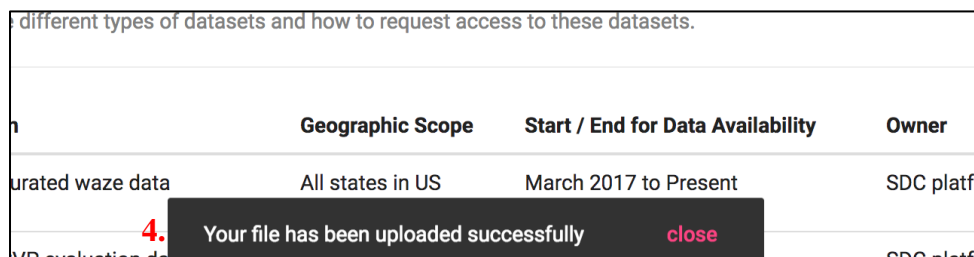 different types of datasets and how to request access to these datasets.
Geographic Scope Start / End for Data Availability Owner
urated waze data All states in US March 2017 to Present SDC platf
4. Your file has been uploaded successfully close